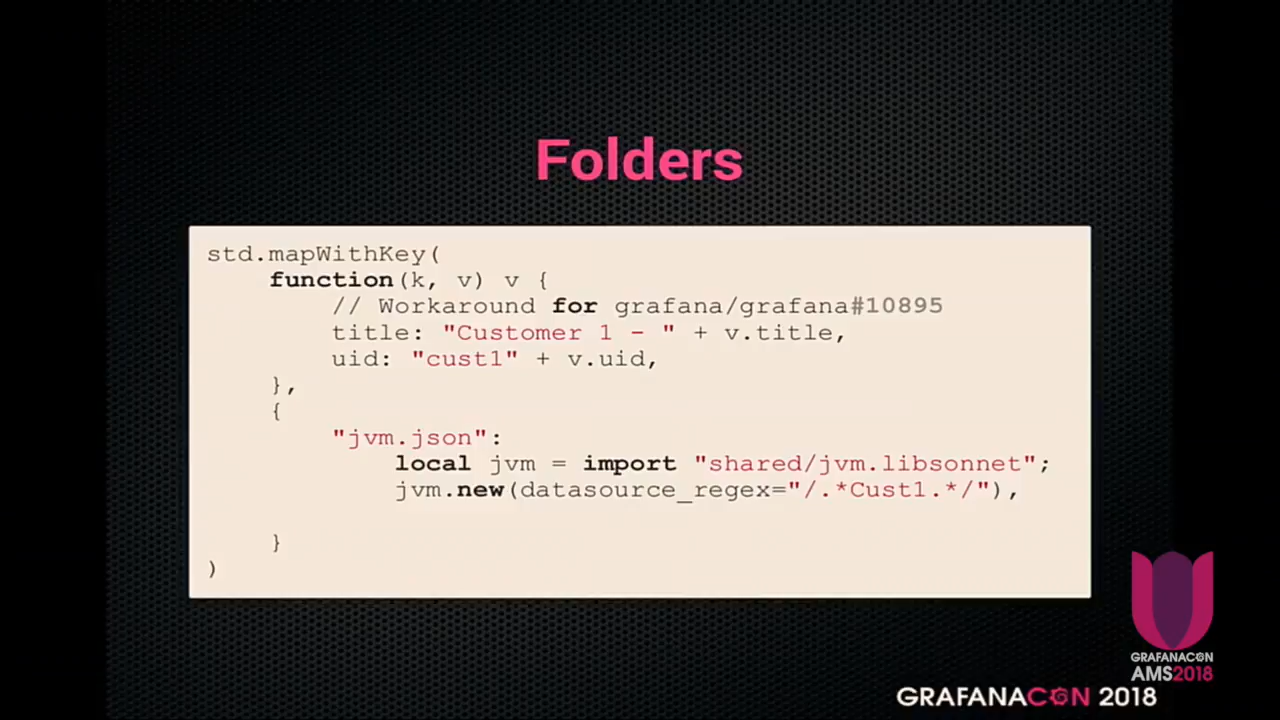 Folders
std.mapWithKey(
    function(k, v) v {
        // Workaround for grafana/grafana#10895
        title: "Customer 1 - " + v.title,
        uid: "cust1" + v.uid,
    },
    {
        "jvm.json":
            local jvm = import "shared/jvm.libsonnet";
            jvm.new(datasource_regex="/.*Cust1.*/"),
    }
)
GRAFANACON
AMS2018
GRAFANACON 2018